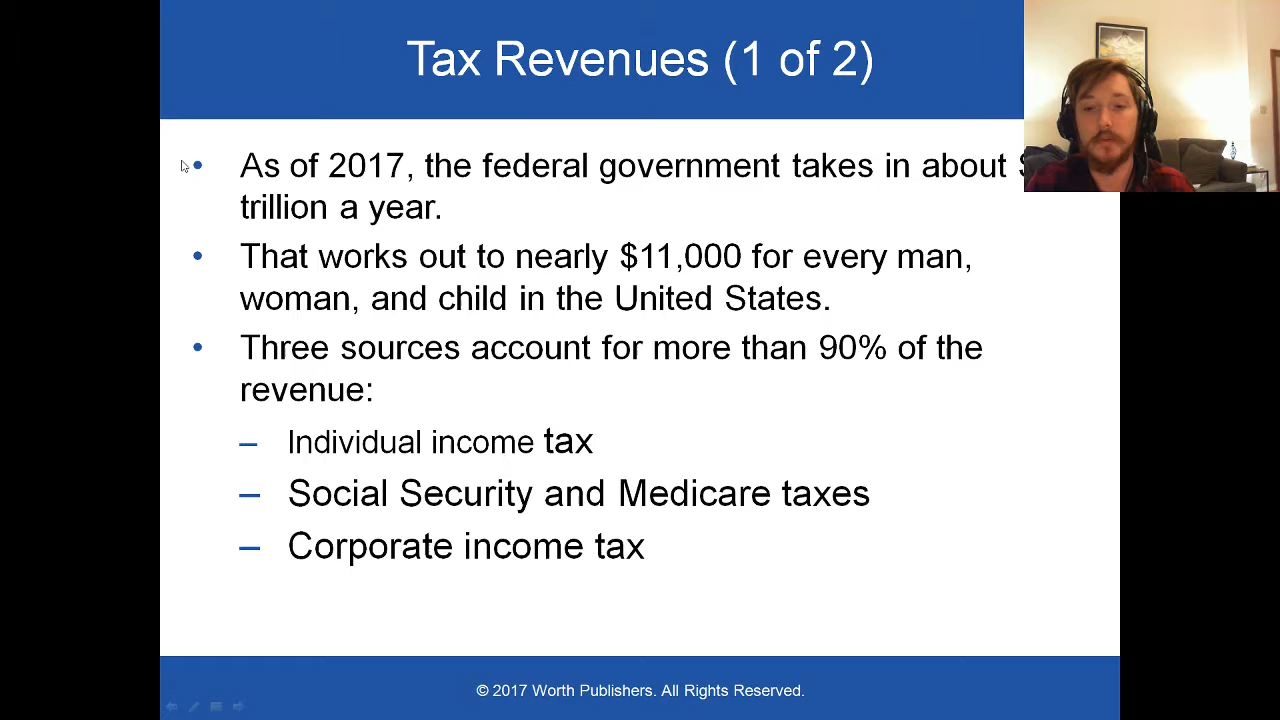 Tax Revenues (1 of 2)
• As of 2017, the federal government takes in about
trillion a year.
• That works out to nearly $11,000 for every man,
woman, and child in the United States.
• Three sources account for more than 90% of the
revenue:
– Individual income tax
– Social Security and Medicare taxes
– Corporate income tax
© 2017 Worth Publishers. All Rights Reserved.